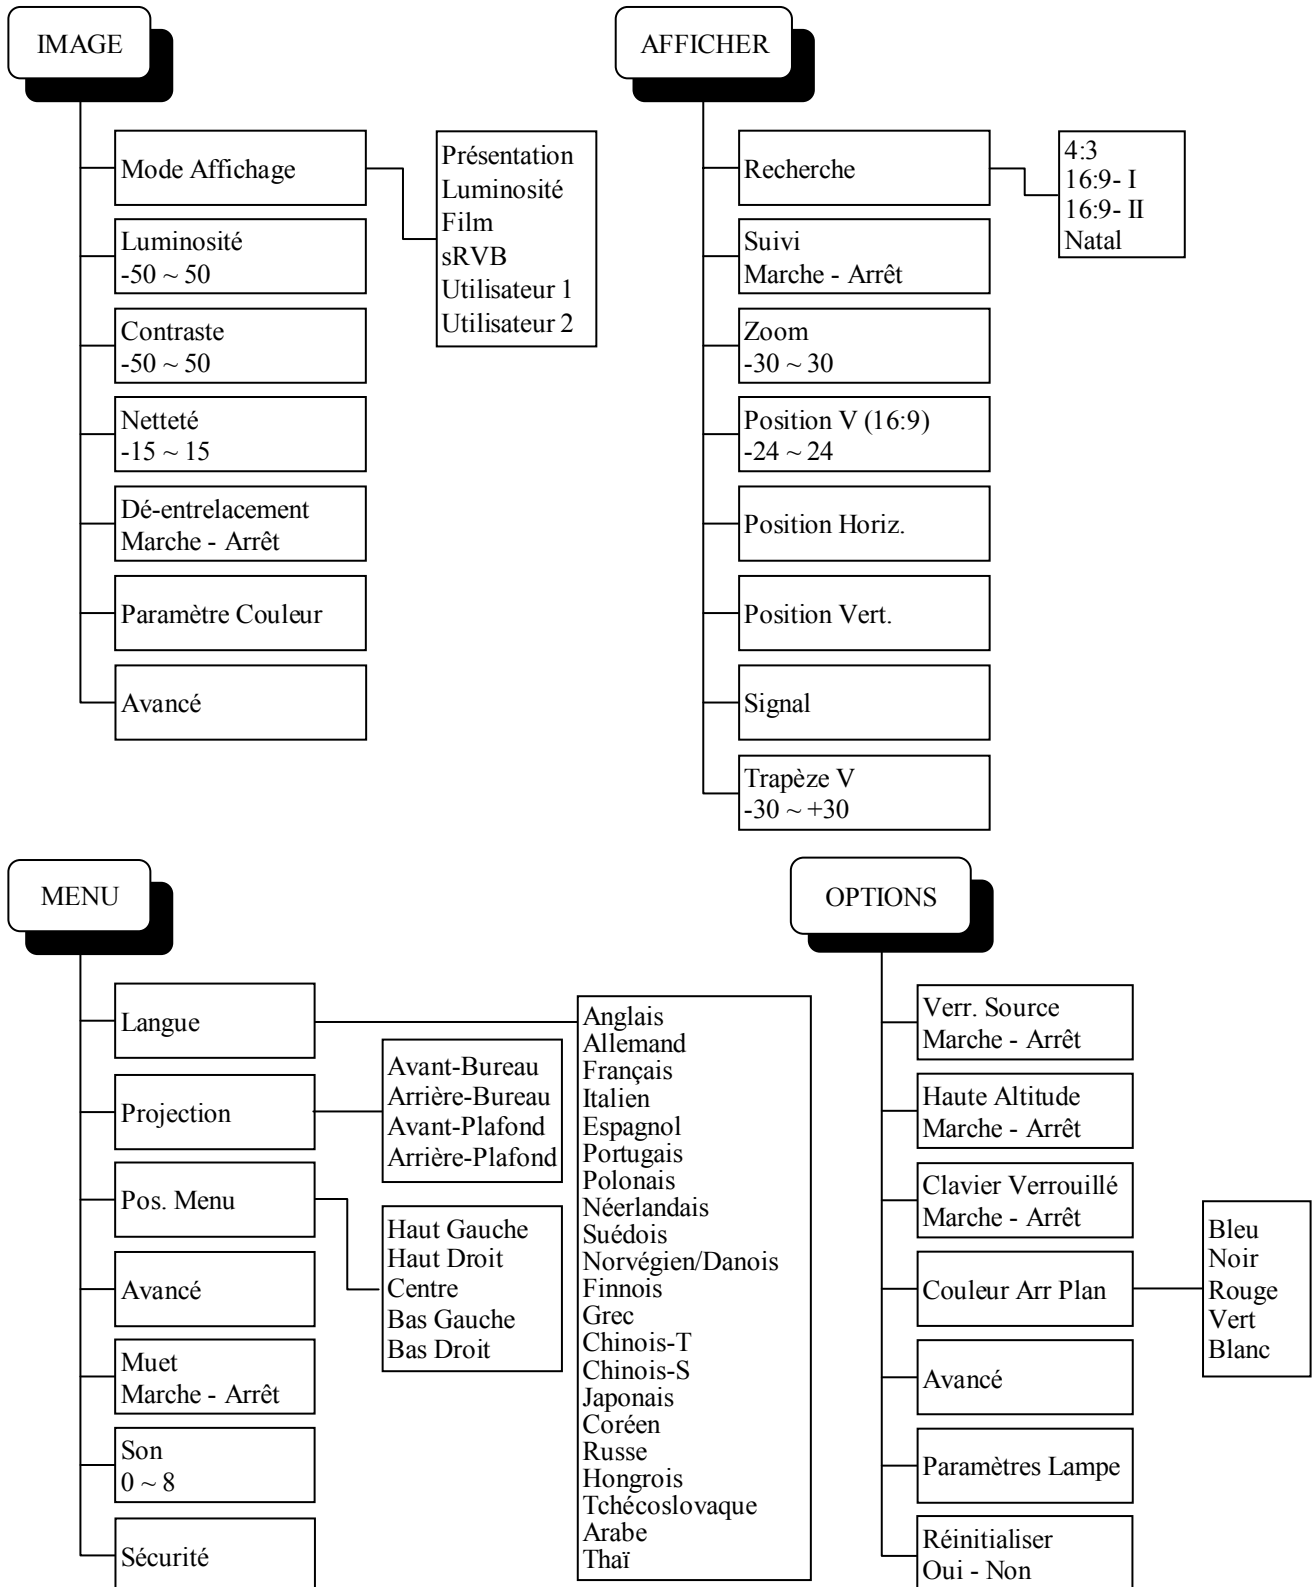 IMAGE
Mode Affichage
Présentation
Luminosité
Film
sRVB
Utilisateur 1
Utilisateur 2
Luminosité
-50 ~ 50
Contraste
-50 ~ 50
Netteté
-15 ~ 15
Dé-entrelacement
Marche - Arrêt
Paramètre Couleur
Avancé
AFFICHER
Recherche
4:3
16:9- I
16:9- II
Natal
Suivi
Marche - Arrêt
Zoom
-30 ~ 30
Position V (16:9)
-24 ~ 24
Position Horiz.
Position Vert.
Signal
Trapèze V
-30 ~ +30
MENU
Langue
Anglais
Allemand
Français
Italien
Espagnol
Portugais
Polonais
Néerlandais
Suédois
Norvégien/Danois
Finnois
Grec
Chinois-T
Chinois-S
Japonais
Coréen
Russe
Hongrois
Tchécoslovaque
Arabe
Thaï
Projection
Avant-Bureau
Arrière-Bureau
Avant-Plafond
Arrière-Plafond
Pos. Menu
Haut Gauche
Haut Droit
Centre
Bas Gauche
Bas Droit
Avancé
Muet
Marche - Arrêt
Son
0 ~ 8
Sécurité
OPTIONS
Verr. Source
Marche - Arrêt
Haute Altitude
Marche - Arrêt
Clavier Verrouillé
Marche - Arrêt
Couleur Arr Plan
Bleu
Noir
Rouge
Vert
Blanc
Avancé
Paramètres Lampe
Réinitialiser
Oui - Non